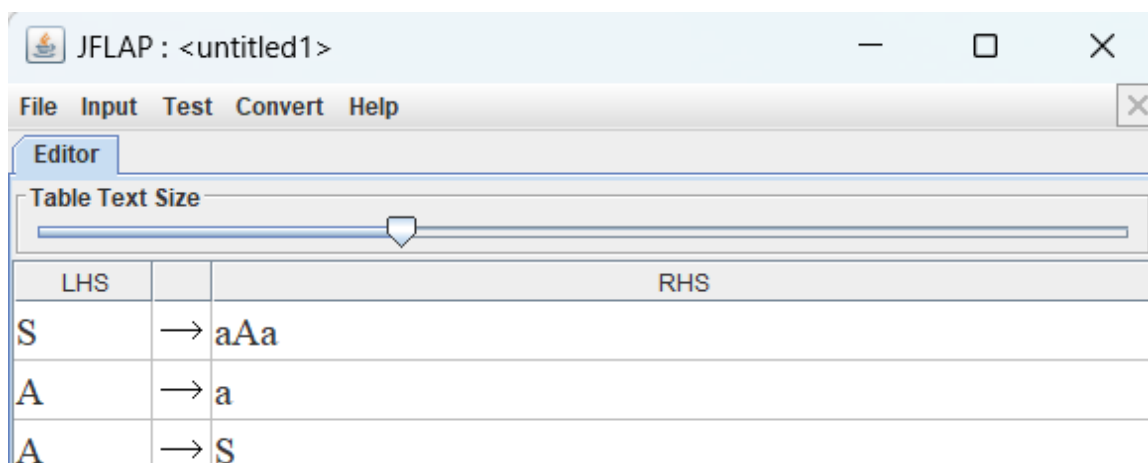 JFLAP : <untitled1>
File Input Test Convert Help
Editor
Table Text Size
LHS RHS
S → aAa
A → a
A → S